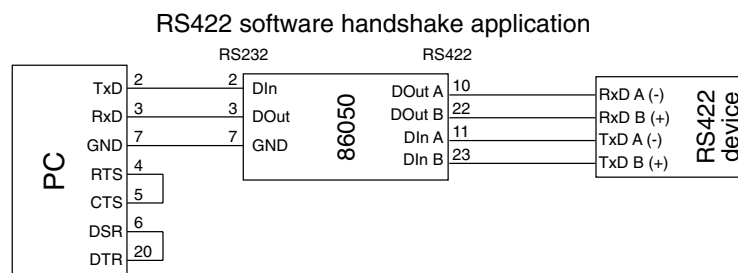 RS422 software handshake application
RS232
RS422
PC
TxD 2
RxD 3
GND 7
RTS 4
CTS 5
DSR 6
DTR 20
2 DIn
3 DOut
7 GND
86050
DOut A 10
DOut B 22
DIn A 11
DIn B 23
RxD A (-)
RxD B (+)
TxD A (-)
TxD B (+)
RS422
device